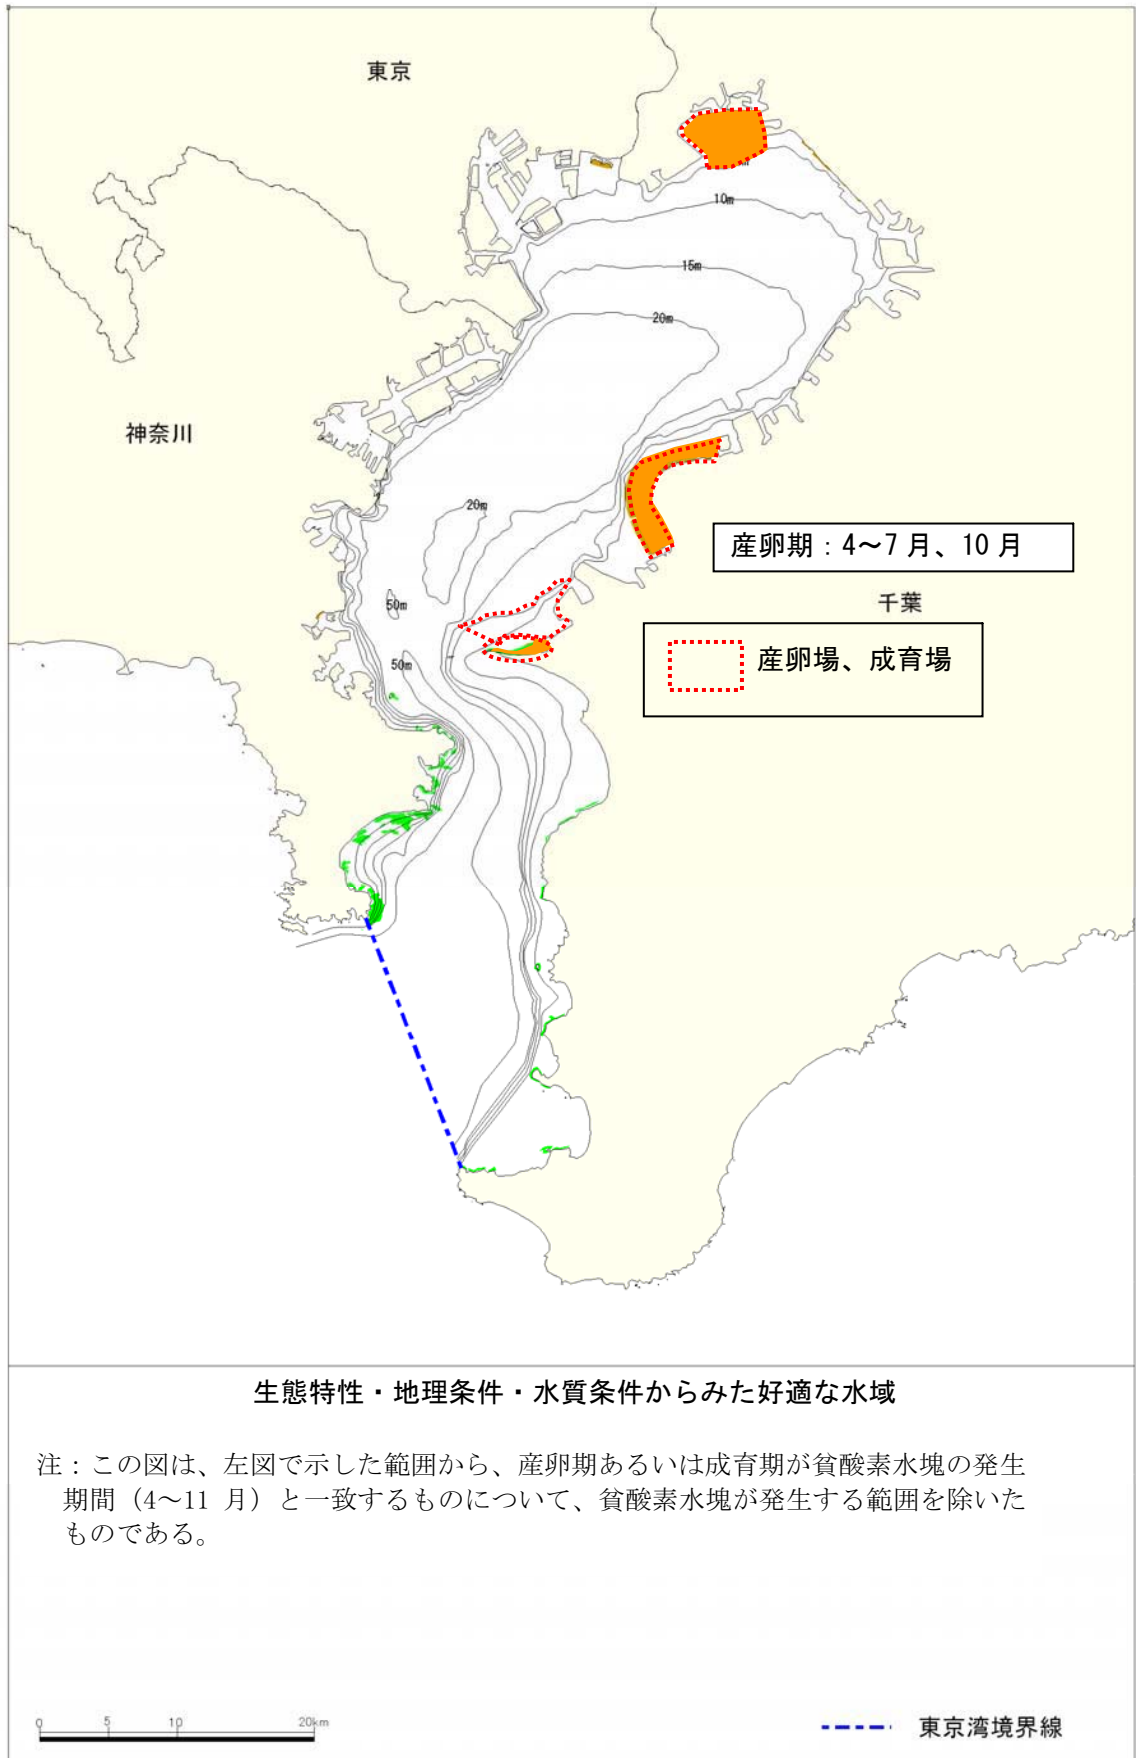 東京
10m
15m
20m
神奈川
20m
産卵期：4～7 月、10 月
50m
千葉
50m
産卵場、成育場
生態特性・地理条件・水質条件からみた好適な水域
注：この図は、左図で示した範囲から、産卵期あるいは成育期が貧酸素水塊の発生
期間（4～11 月）と一致するものについて、貧酸素水塊が発生する範囲を除いた
ものである。
0 5 10 20km
東京湾境界線